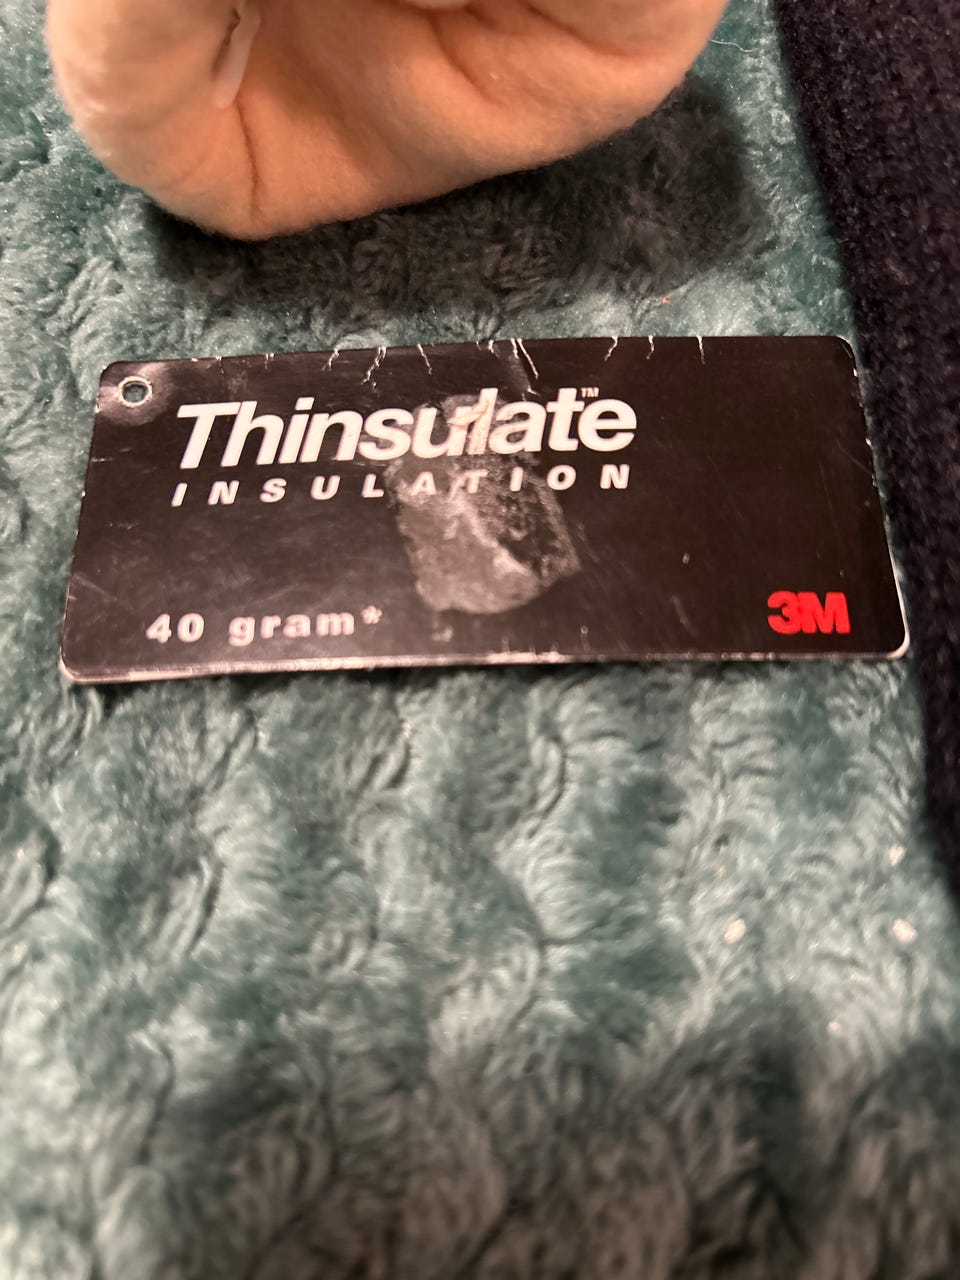 Thinsulate™
INSULATION
40 gram*
3M